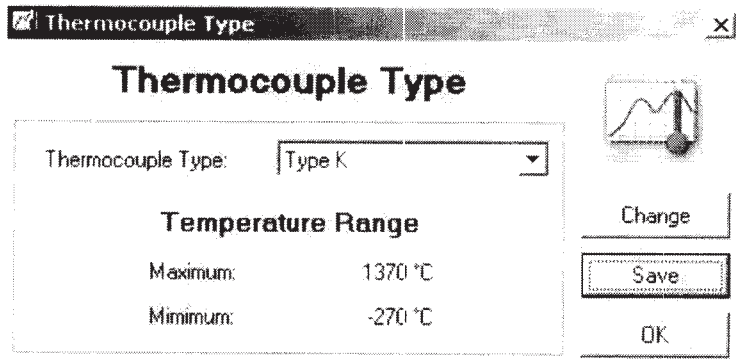 Thermocouple Type
Thermocouple Type
Thermocouple Type: Type K
Temperature Range
Maximum: 1370 °C
Mimimum: -270 °C
Change
Save
OK